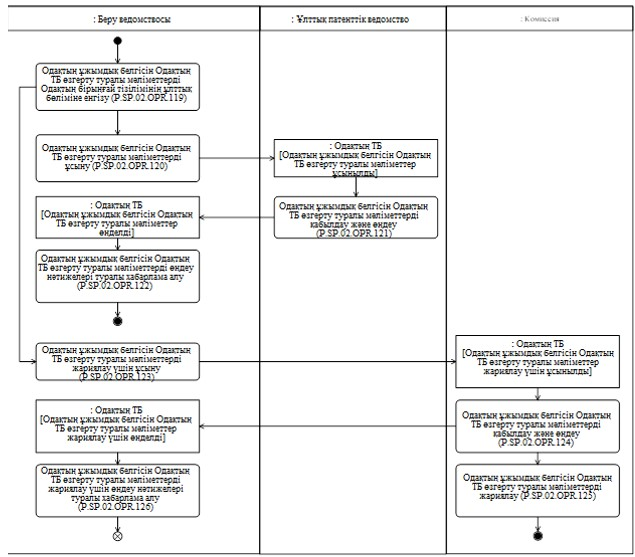 : Беру ведомствосы
: Ұлттық патенттік ведомство
: Комиссия
Одақтың ұжымдық белгісін Одақтың
ТБ өзгерту туралы мәліметтерді
Одақтың бірыңғай тізілімінің ұлттық
бөліміне енгізу (P.SP.02.OPR.119)
Одақтың ұжымдық белгісін Одақтың
ТБ өзгерту туралы мәліметтерді
ұсыну (P.SP.02.OPR.120)
: Одақтың ТБ
[Одақтың ұжымдық белгісін Одақтың
ТБ өзгерту туралы мәліметтер
ұсынылды]
: Одақтың ТБ
[Одақтың ұжымдық белгісін Одақтың
ТБ өзгерту туралы мәліметтер
өңделді]
Одақтың ұжымдық белгісін Одақтың
ТБ өзгерту туралы мәліметтерді
қабылдау және өңдеу
(P.SP.02.OPR.121)
Одақтың ұжымдық белгісін Одақтың
ТБ өзгерту туралы мәліметтерді өңдеу
нәтижелері туралы хабарлама алу
(P.SP.02.OPR.122)
Одақтың ұжымдық белгісін Одақтың
ТБ өзгерту туралы мәліметтерді
жариялау үшін ұсыну
(P.SP.02.OPR.123)
: Одақтың ТБ
[Одақтың ұжымдық белгісін Одақтың
ТБ өзгерту туралы мәліметтер
жариялау үшін ұсынылды]
: Одақтың ТБ
[Одақтың ұжымдық белгісін Одақтың
ТБ өзгерту туралы мәліметтер
жариялау үшін өңделді]
Одақтың ұжымдық белгісін Одақтың
ТБ өзгерту туралы мәліметтерді
қабылдау және өңдеу
(P.SP.02.OPR.124)
Одақтың ұжымдық белгісін Одақтың
ТБ өзгерту туралы мәліметтерді
жариялау үшін өңдеу нәтижелері
туралы хабарлама алу
(P.SP.02.OPR.126)
Одақтың ұжымдық белгісін Одақтың
ТБ өзгерту туралы мәліметтерді
жариялау (P.SP.02.OPR.125)